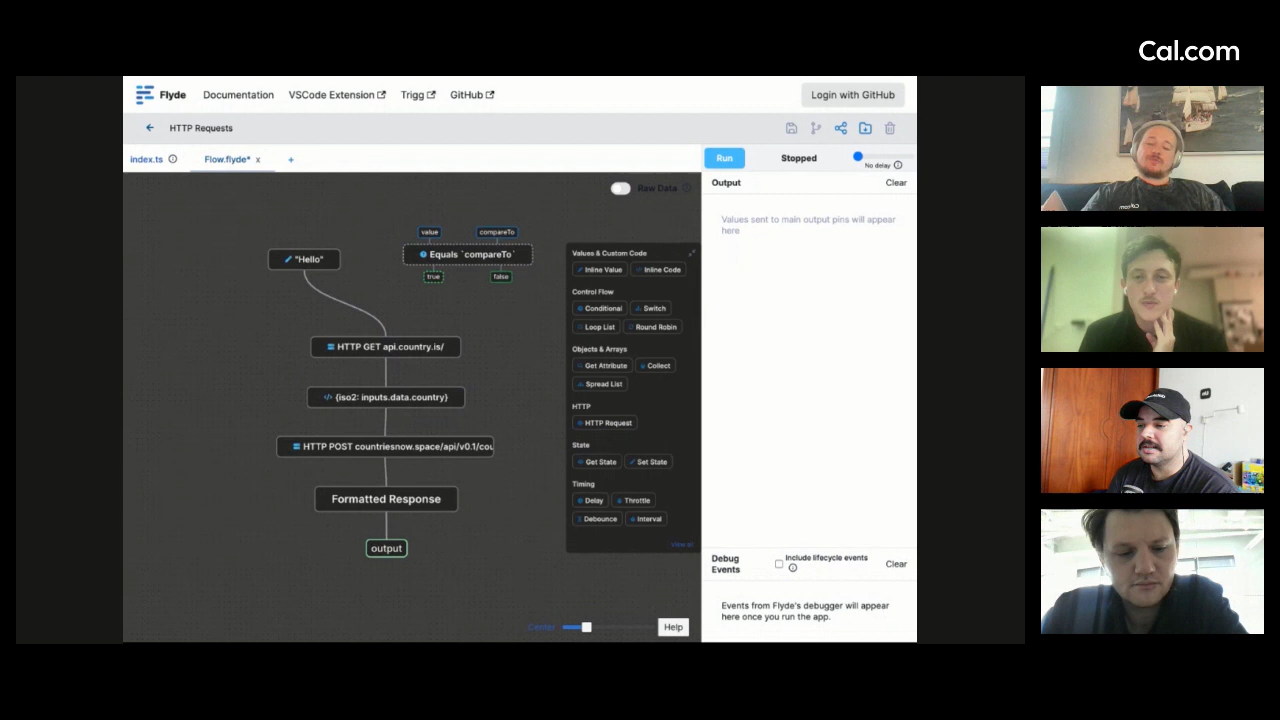 Cal.com
Flyde Documentation VSCode Extension Trigg GitHub Login with GitHub
HTTP Requests
index.ts Flow.flyde* x +
Run Stopped No delay
Raw Data
Output Clear
Values sent to main output pins will appear
here
value compareTo
"Hello"
Equals `compareTo`
true false
HTTP GET api.country.is/
{iso2: inputs.data.country}
HTTP POST countriesnow.space/api/v0.1/cou
Formatted Response
output
Values & Custom Code
Inline Value Inline Code
Control Flow
Conditional Switch
Loop List Round Robin
Objects & Arrays
Get Attribute Collect
Spread List
HTTP
HTTP Request
State
Get State Set State
Timing
Delay Throttle
Debounce Interval
View all
Debug
Events
Include lifecycle events
Clear
Events from Flyde's debugger will appear
here once you run the app.
Center Help